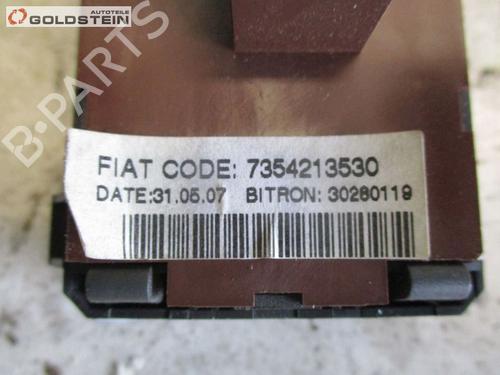 AUTOTEILE
GOLDSTEIN
B-PARTS
FIAT CODE: 7354213530
DATE:31.05.07 BITRON: 30280119